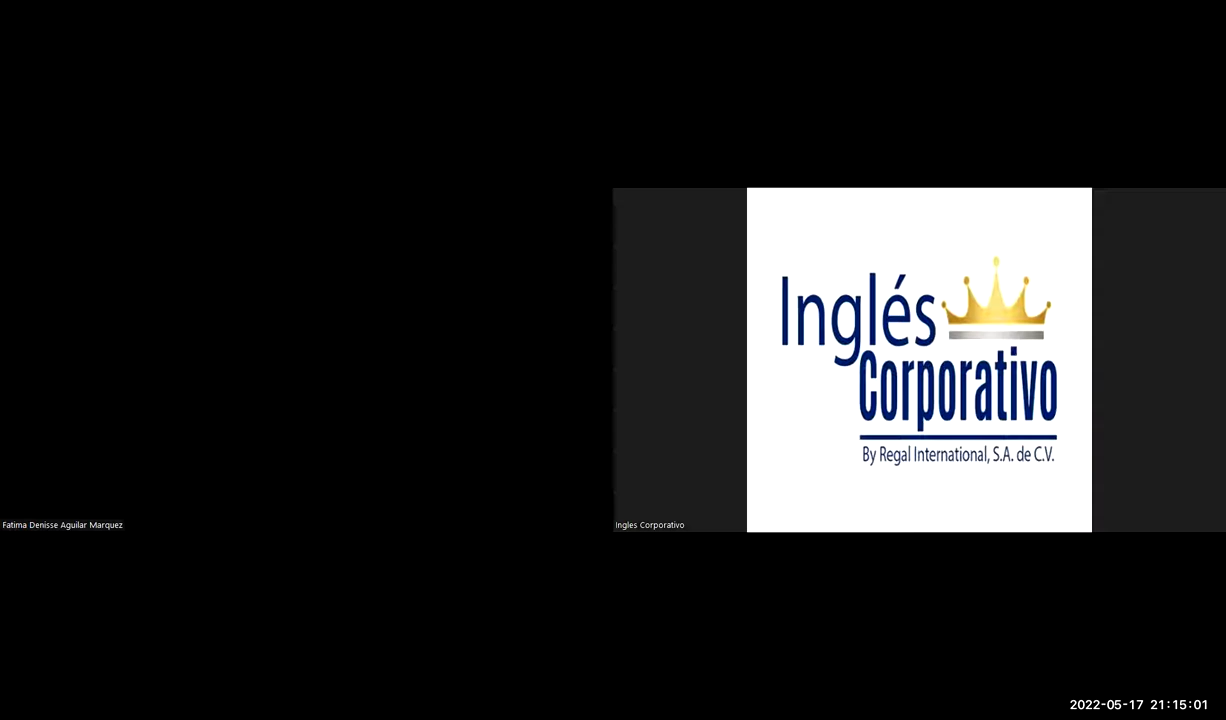 Inglés
Corporativo
By Regal International, S.A. de C.V.
Fatima Denisse Aguilar Marquez
Ingles Corporativo
2022-05-17 21:15:01